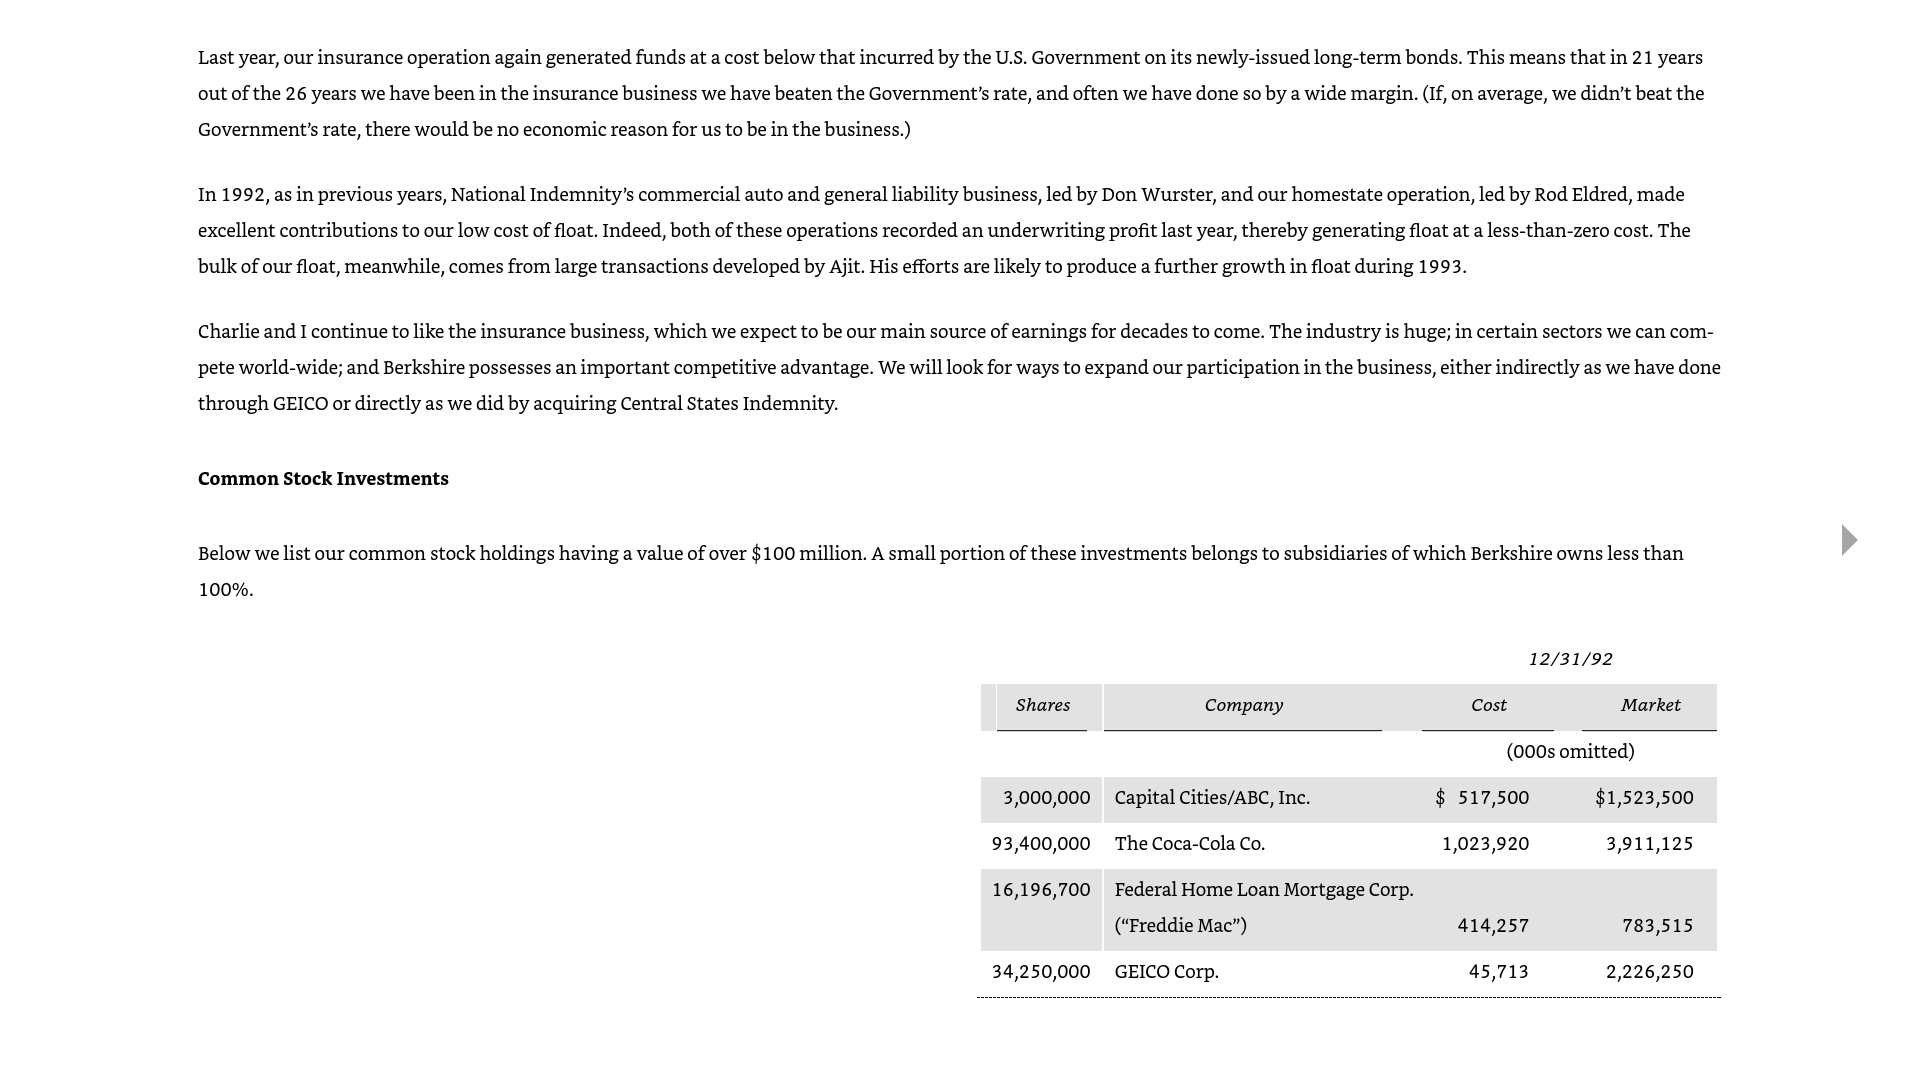 Last year, our insurance operation again generated funds at a cost below that incurred by the U.S. Government on its newly-issued long-term bonds. This means that in 21 years
out of the 26 years we have been in the insurance business we have beaten the Government’s rate, and often we have done so by a wide margin. (If, on average, we didn’t beat the
Government’s rate, there would be no economic reason for us to be in the business.)
In 1992, as in previous years, National Indemnity’s commercial auto and general liability business, led by Don Wurster, and our homestate operation, led by Rod Eldred, made
excellent contributions to our low cost of float. Indeed, both of these operations recorded an underwriting profit last year, thereby generating float at a less-than-zero cost. The
bulk of our float, meanwhile, comes from large transactions developed by Ajit. His efforts are likely to produce a further growth in float during 1993.
Charlie and I continue to like the insurance business, which we expect to be our main source of earnings for decades to come. The industry is huge; in certain sectors we can com-
pete world-wide; and Berkshire possesses an important competitive advantage. We will look for ways to expand our participation in the business, either indirectly as we have done
through GEICO or directly as we did by acquiring Central States Indemnity.
Common Stock Investments
Below we list our common stock holdings having a value of over $100 million. A small portion of these investments belongs to subsidiaries of which Berkshire owns less than
100%.
12/31/92
Shares Company Cost Market
(000s omitted)
3,000,000 Capital Cities/ABC, Inc. $ 517,500 $1,523,500
93,400,000 The Coca-Cola Co. 1,023,920 3,911,125
16,196,700 Federal Home Loan Mortgage Corp.
(“Freddie Mac”) 414,257 783,515
34,250,000 GEICO Corp. 45,713 2,226,250